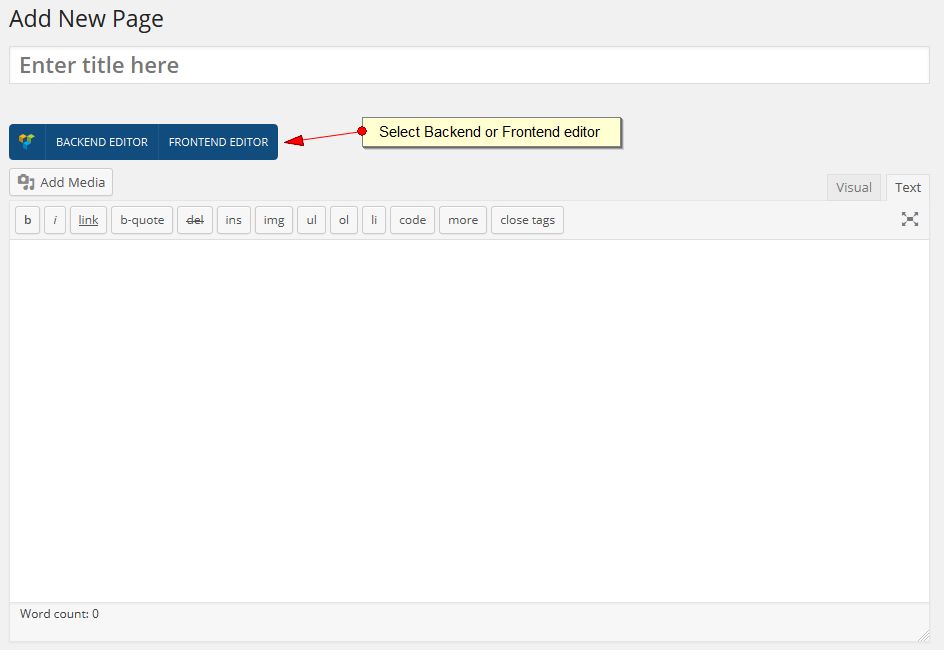 Add New Page
Enter title here
BACKEND EDITOR FRONTEND EDITOR Select Backend or Frontend editor
Add Media Visual Text
b i link b-quote del ins img ul ol li code more close tags
Word count: 0